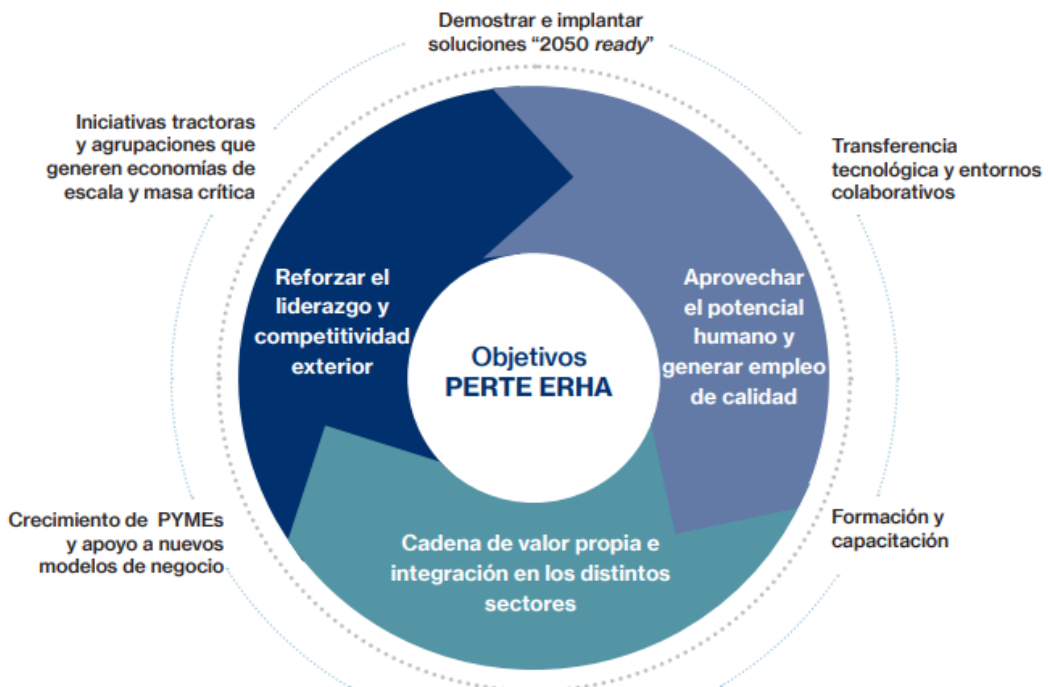 Demostrar e implantar
soluciones “2050 ready”
Iniciativas tractoras
y agrupaciones que
generen economías de
escala y masa crítica
Transferencia
tecnológica y entornos
colaborativos
Reforzar el
liderazgo y
competitividad
exterior
Objetivos
PERTE ERHA
Aprovechar
el potencial
humano y
generar empleo
de calidad
Crecimiento de PYMEs
y apoyo a nuevos
modelos de negocio
Cadena de valor propia e
integración en los distintos
sectores
Formación y
capacitación